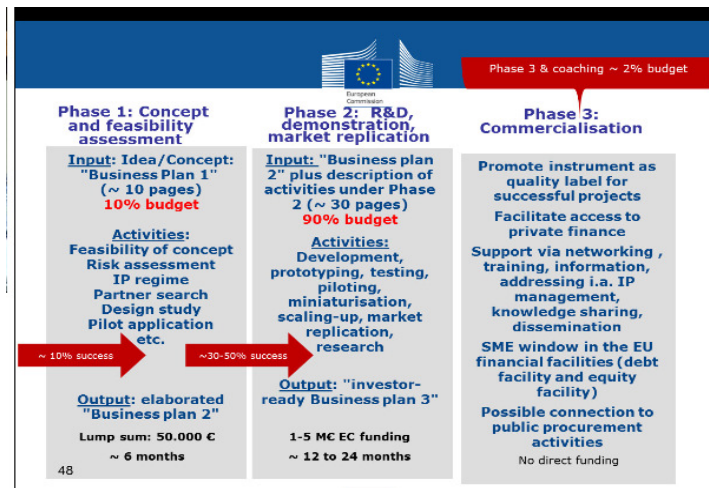 European
Commission
Phase 3 & coaching ~ 2% budget
Phase 1: Concept
and feasibility
assessment
Input: Idea/Concept:
"Business Plan 1"
(~ 10 pages)
10% budget
Activities:
Feasibility of concept
Risk assessment
IP regime
Partner search
Design study
Pilot application
etc.
~ 10% success
Output: elaborated
"Business plan 2"
Lump sum: 50.000 €
~ 6 months
48
Phase 2: R&D,
demonstration,
market replication
Input: "Business plan
2" plus description of
activities under Phase
2 (~ 30 pages)
90% budget
Activities:
Development,
prototyping, testing,
piloting,
miniaturisation,
scaling-up, market
replication,
research
~30-50% success
Output: "investor-
ready Business plan 3"
1-5 M€ EC funding
~ 12 to 24 months
Phase 3:
Commercialisation
Promote instrument as
quality label for
successful projects
Facilitate access to
private finance
Support via networking ,
training, information,
addressing i.a. IP
management,
knowledge sharing,
dissemination
SME window in the EU
financial facilities (debt
facility and equity
facility)
Possible connection to
public procurement
activities
No direct funding